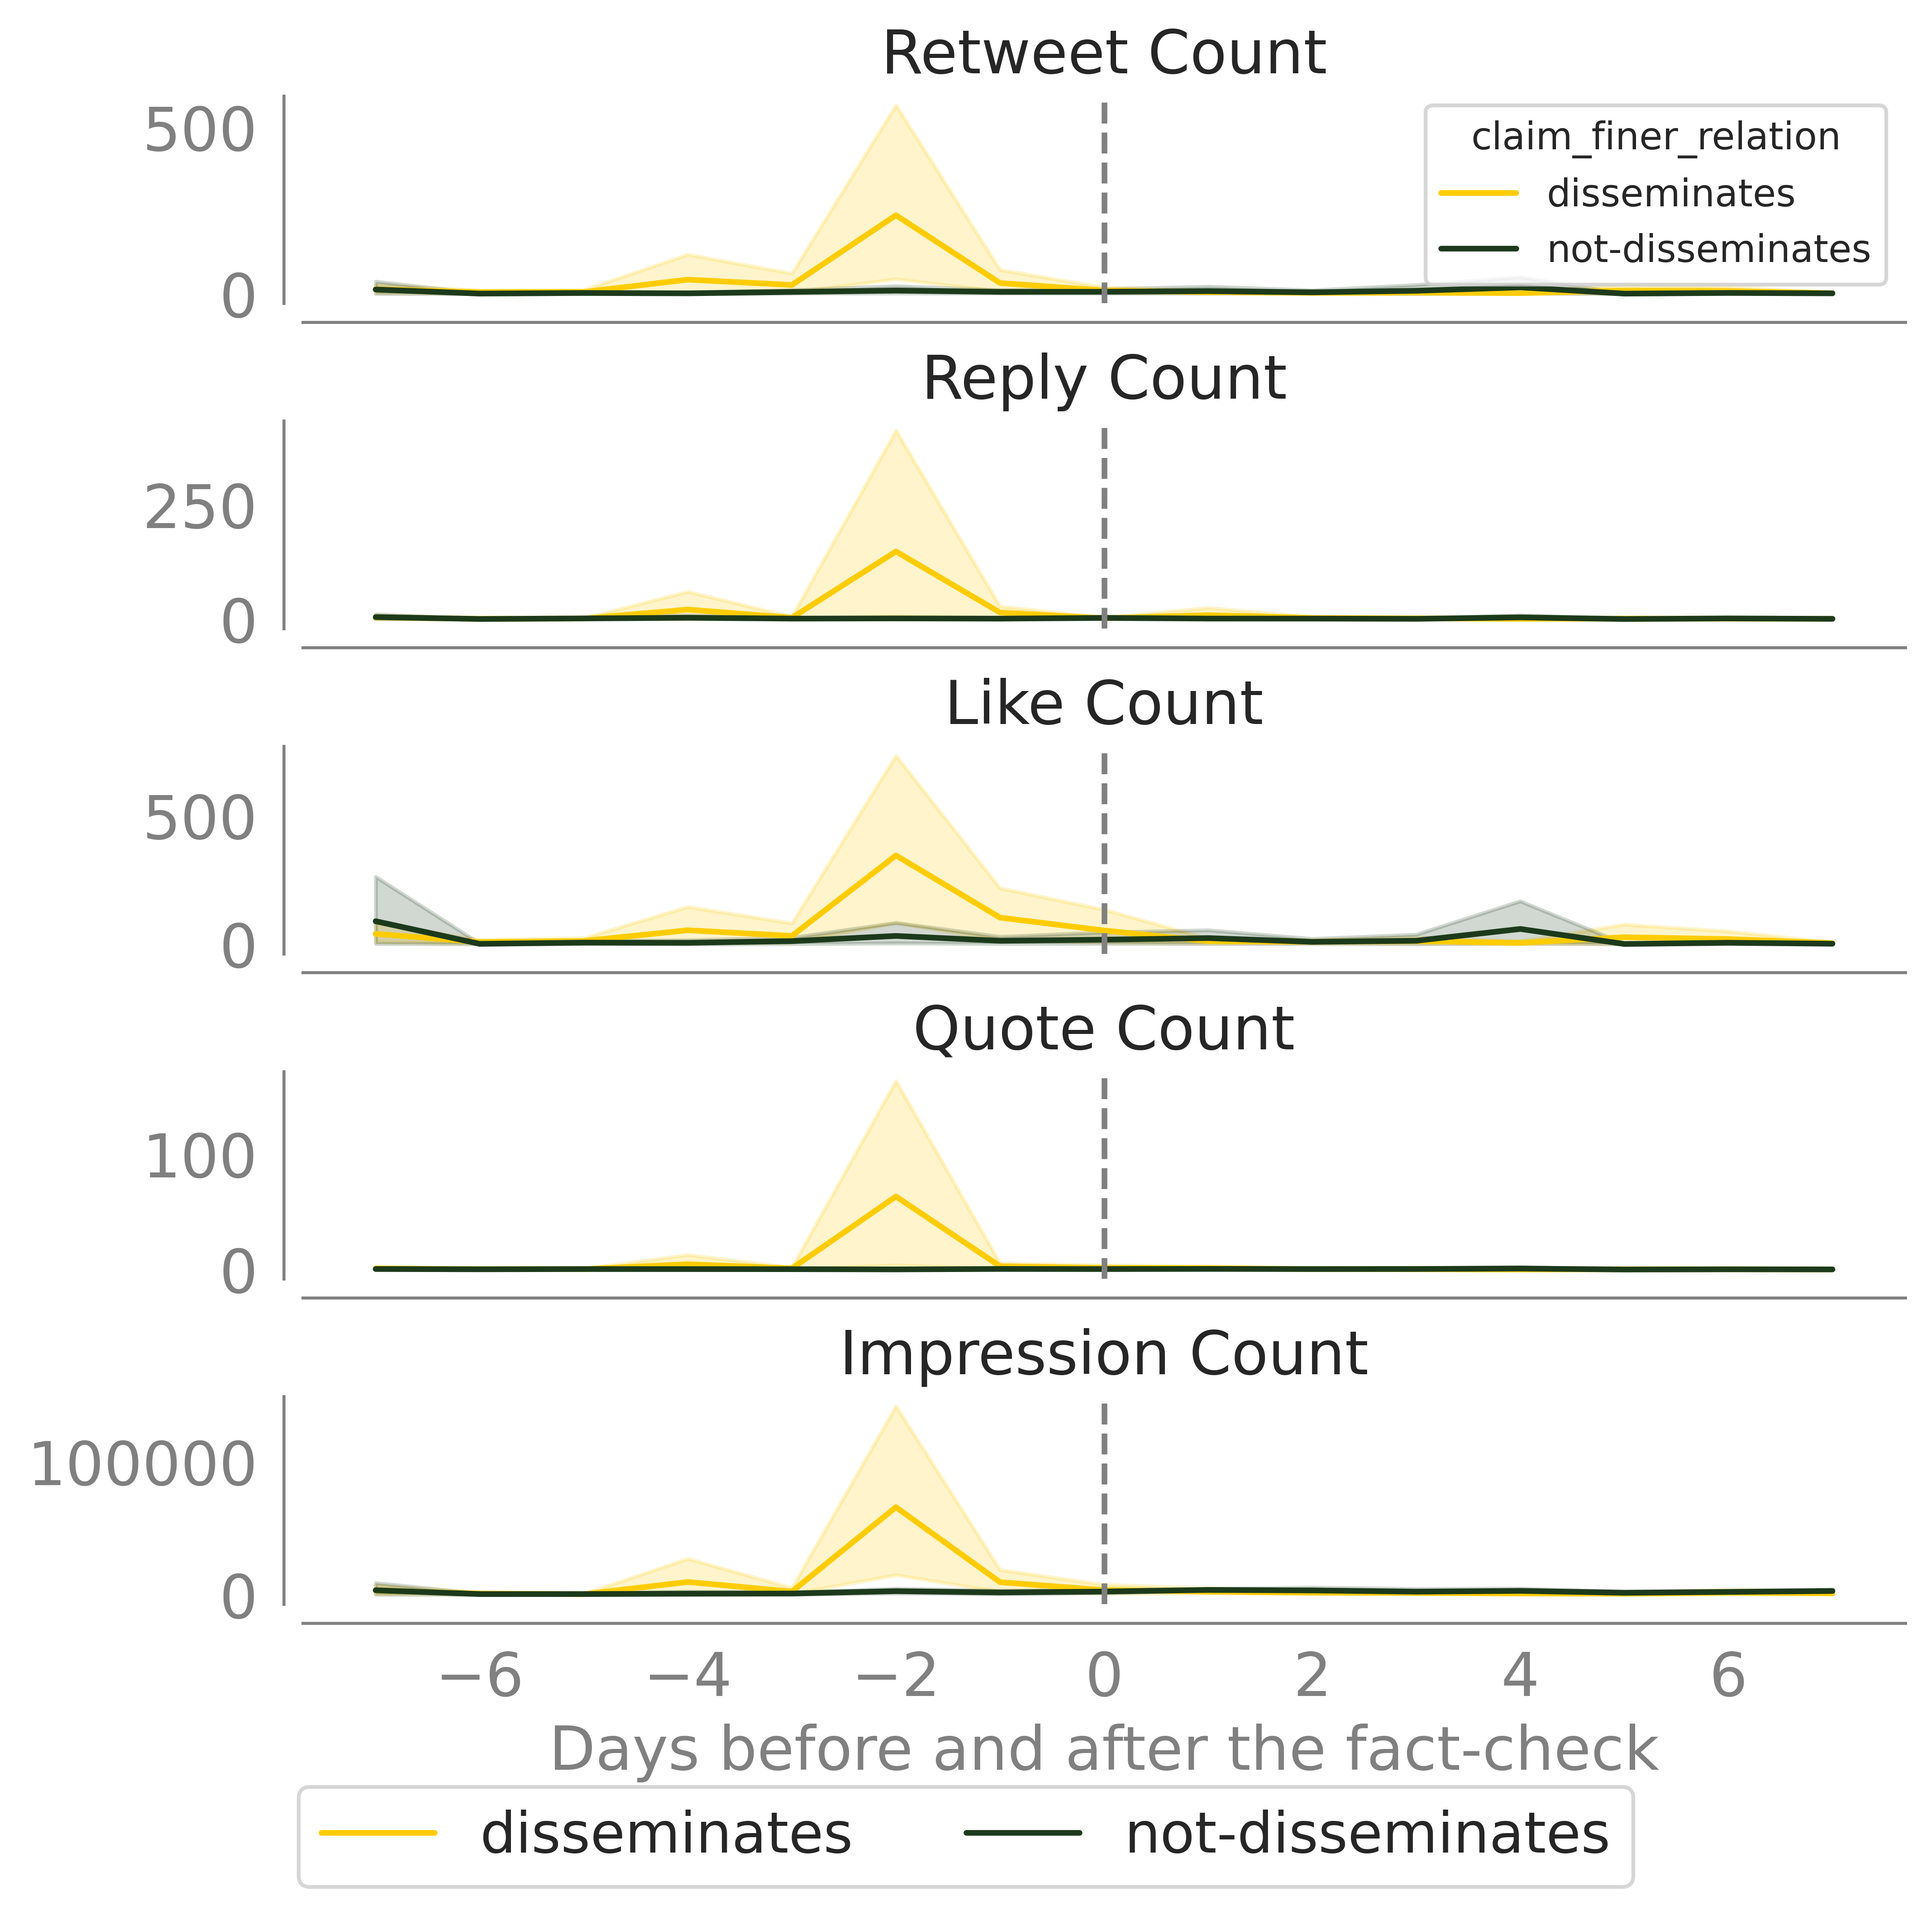 Retweet Count
500
0
claim_finer_relation
disseminates
not-disseminates
Reply Count
250
0
Like Count
500
0
Quote Count
100
0
Impression Count
100000
0
−6 −4 −2 0 2 4 6
Days before and after the fact-check
disseminates not-disseminates